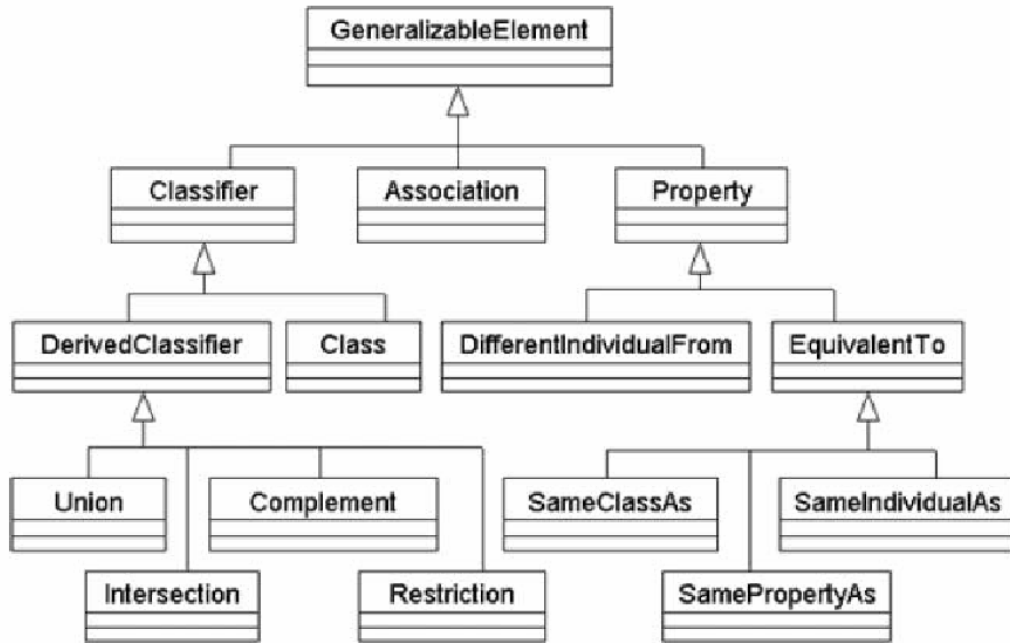 GeneralizableElement
Classifier
Association
Property
DerivedClassifier
Class
DifferentIndividualFrom
EquivalentTo
Union
Complement
SameClassAs
SameIndividualAs
Intersection
Restriction
SamePropertyAs